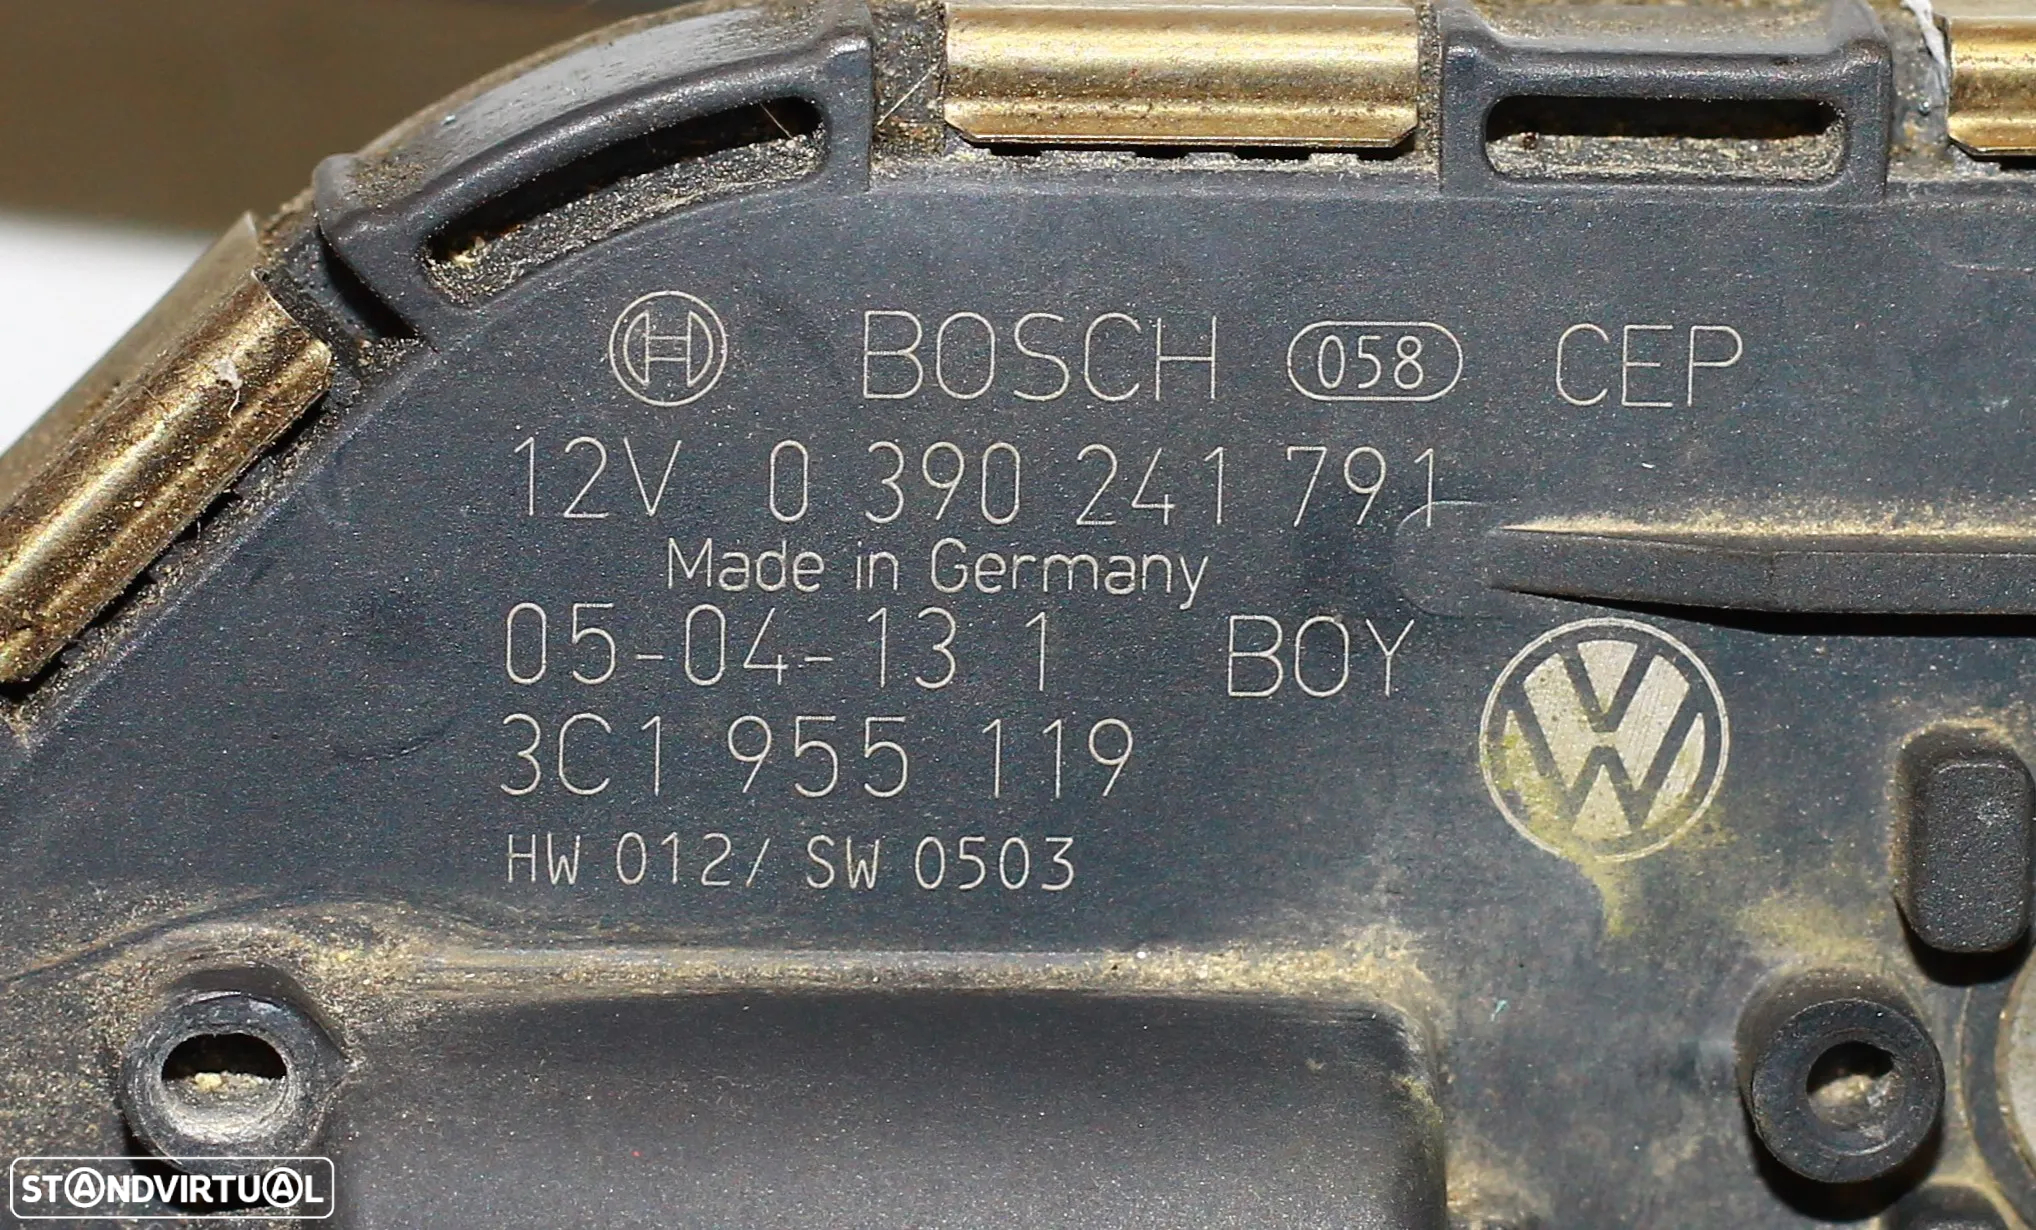 BOSCH 058 CEP
12V 0 390 241 791
Made in Germany
05-04-13 1 BOY
3C1 955 119
HW 012/ SW 0503
STANDVIRTUAL